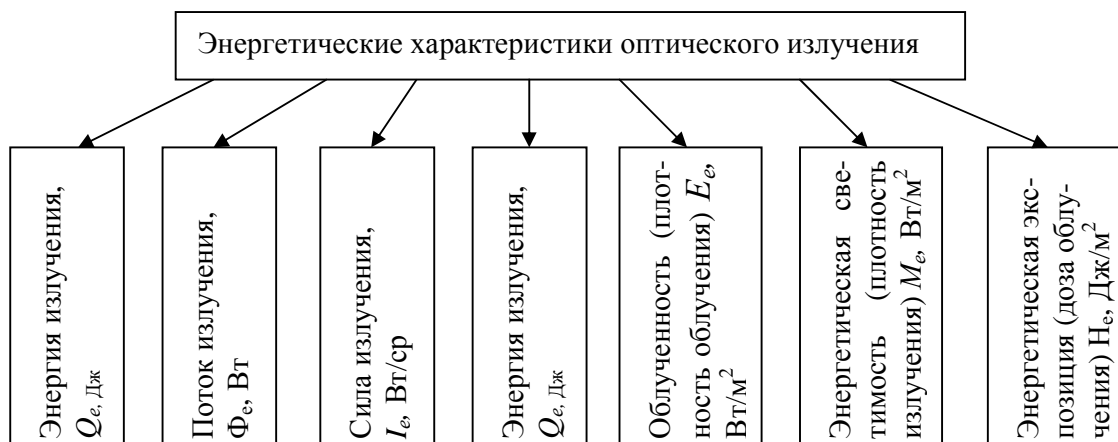 Энергетические характеристики оптического излучения
Энергия излучения,
Qe, Дж
Поток излучения,
Фe, Вт
Сила излучения,
Ie, Вт/ср
Энергия излучения,
Qe, Дж
Облученность (плот-
ность облучения) Ee,
Вт/м²
Энергетическая све-
тимость (плотность
излучения) Me, Вт/м²
Энергетическая экс-
позиция (доза облу-
чения) Нe, Дж/м²